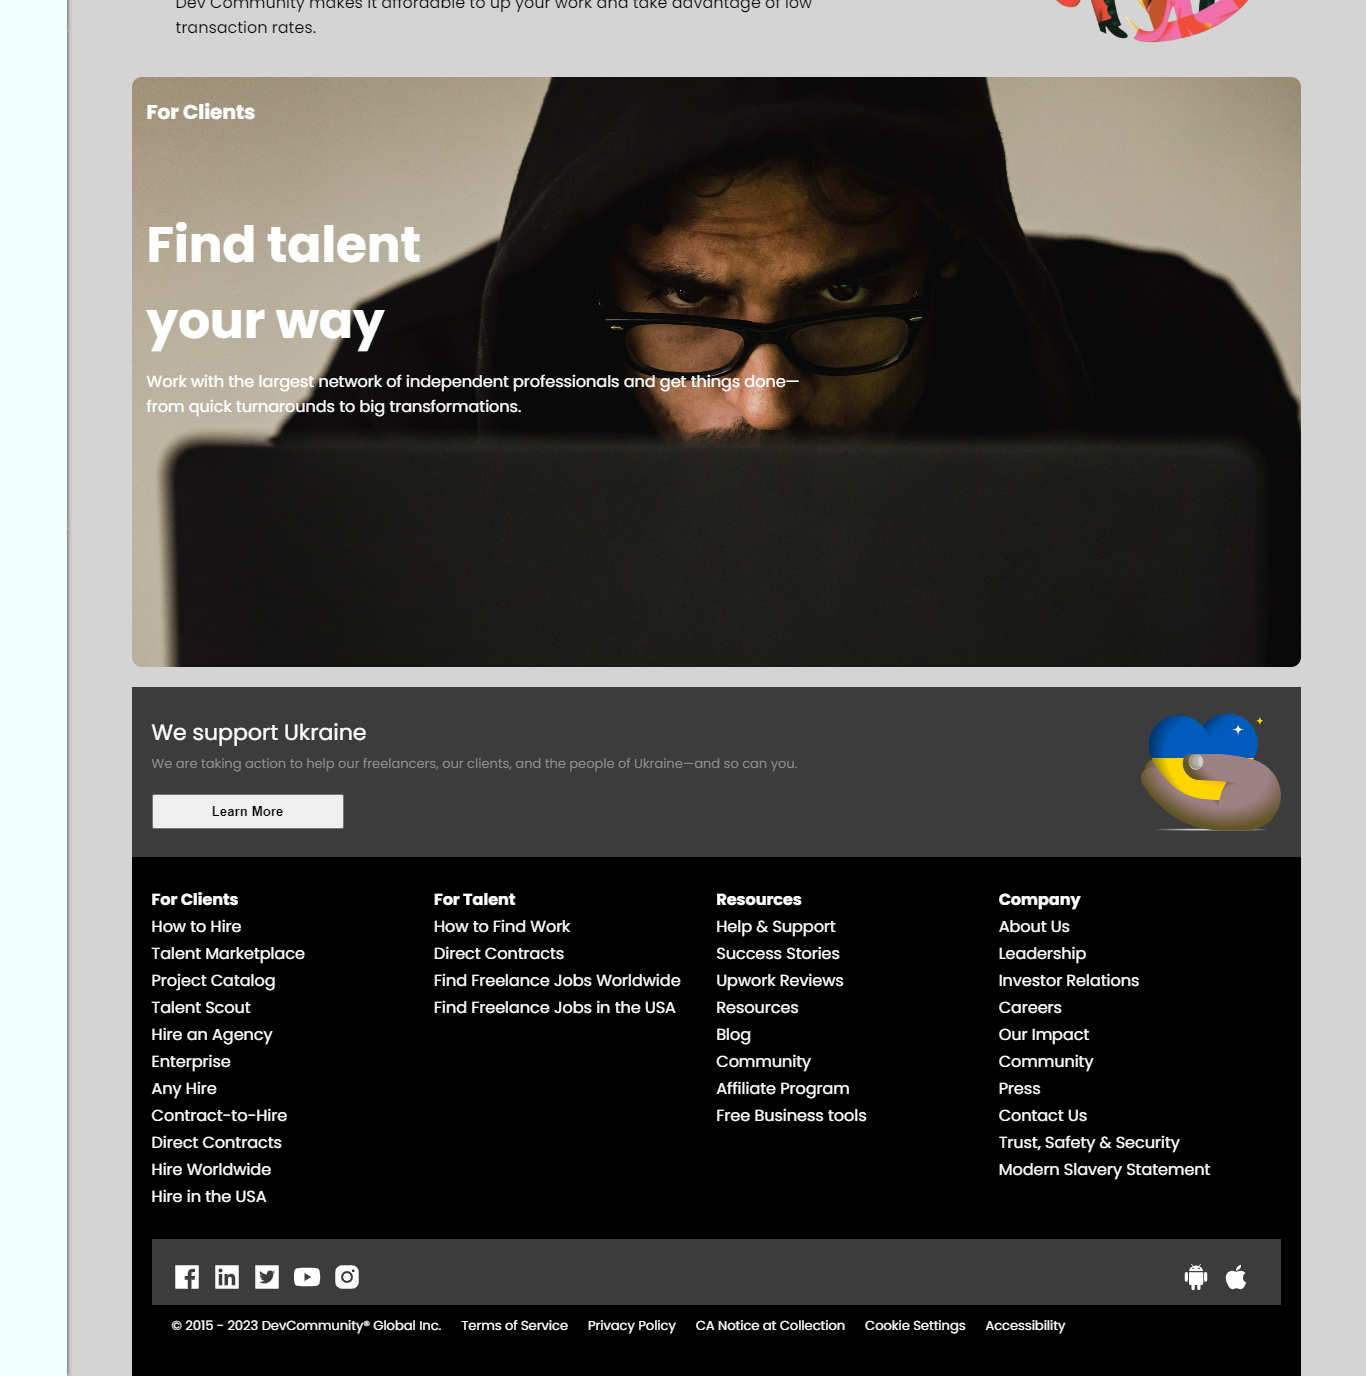 Dev Community makes it affordable to up your work and take advantage of low
transaction rates.
For Clients
Find talent
your way
Work with the largest network of independent professionals and get things done—
from quick turnarounds to big transformations.
We support Ukraine
We are taking action to help our freelancers, our clients, and the people of Ukraine—and so can you.
Learn More
For Clients
How to Hire
Talent Marketplace
Project Catalog
Talent Scout
Hire an Agency
Enterprise
Any Hire
Contract-to-Hire
Direct Contracts
Hire Worldwide
Hire in the USA
For Talent
How to Find Work
Direct Contracts
Find Freelance Jobs Worldwide
Find Freelance Jobs in the USA
Resources
Help & Support
Success Stories
Upwork Reviews
Resources
Blog
Community
Affiliate Program
Free Business tools
Company
About Us
Leadership
Investor Relations
Careers
Our Impact
Community
Press
Contact Us
Trust, Safety & Security
Modern Slavery Statement
© 2015 - 2023 DevCommunity® Global Inc. Terms of Service Privacy Policy CA Notice at Collection Cookie Settings Accessibility